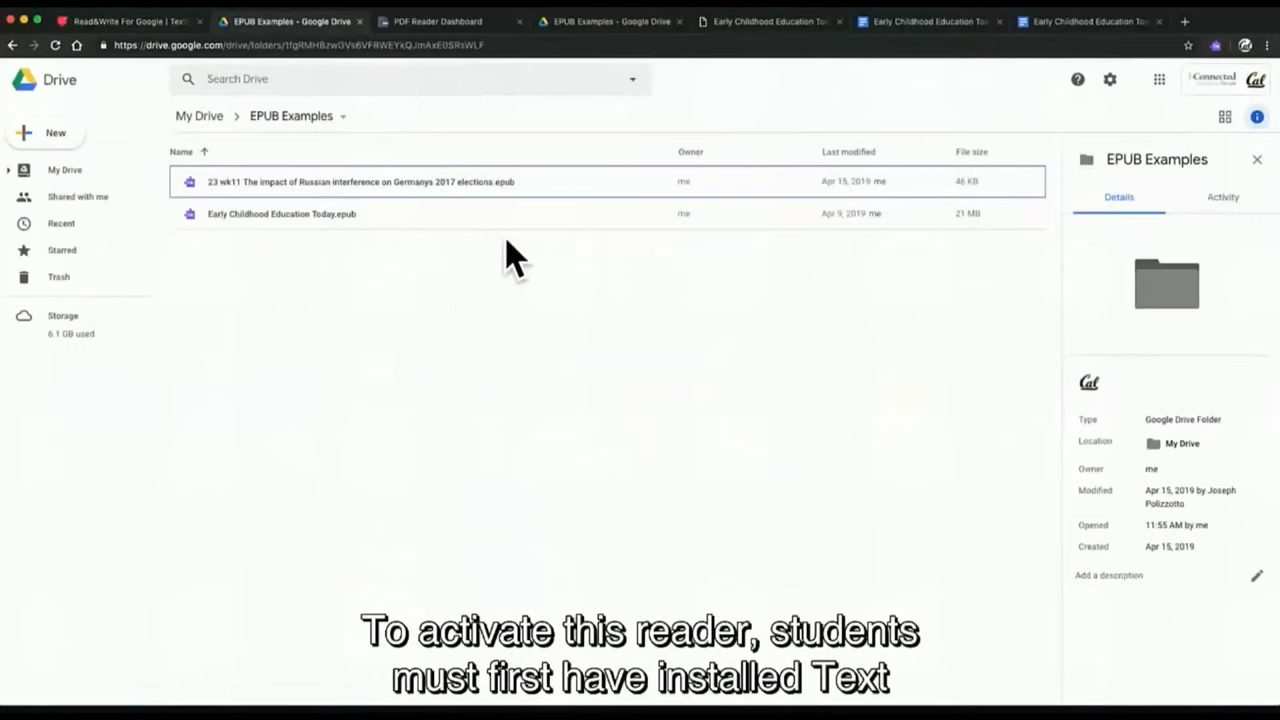 Read&Write For Google | Text
EPUB Examples - Google Drive
PDF Reader Dashboard
EPUB Examples - Google Drive
Early Childhood Education Too
Early Childhood Education To
Early Childhood Education To
Drive
Search Drive
Connected
Cal
My Drive > EPUB Examples
New
Name
Owner
Last modified
File size
EPUB Examples
23 wk11 The impact of Russian interference on Germanys 2017 elections.epub
me
Apr 15, 2019 me
46 KB
My Drive
Details
Activity
Shared with me
Early Childhood Education Today.epub
me
Apr 9, 2019 me
21 MB
Recent
Starred
Trash
Storage
6.1 GB used
Cal
Type
Google Drive Folder
Location
My Drive
Owner
me
Modified
Apr 15, 2019 by Joseph
Polizzotto
Opened
11:55 AM by me
Created
Apr 15, 2019
Add a description
To activate this reader, students
must first have installed Text